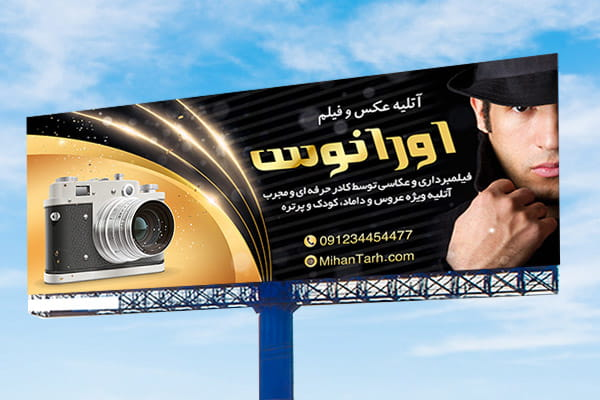 آتلیه عکس و فیلم
اورانوس
فیلمبرداری و عکاسی توسط کادر حرفه ای و مجرب
آتلیه ویژه عروس و داماد، کودک و پرتره
091234454477
MihanTarh.com